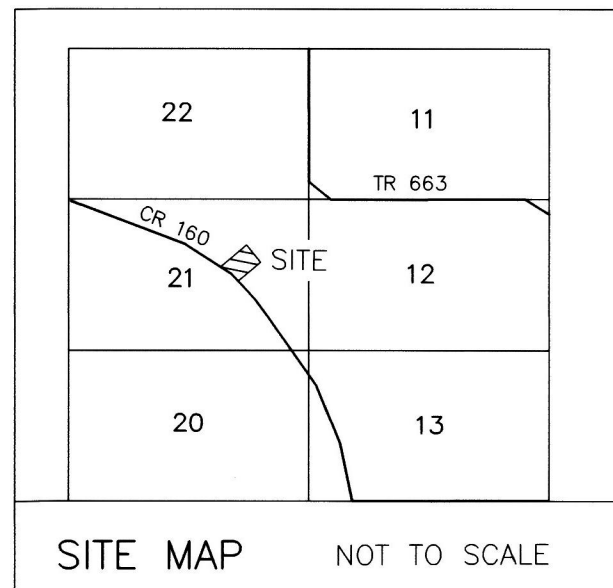 22
11
TR 663
CR 160
SITE
21
12
20
13
SITE MAP
NOT TO SCALE